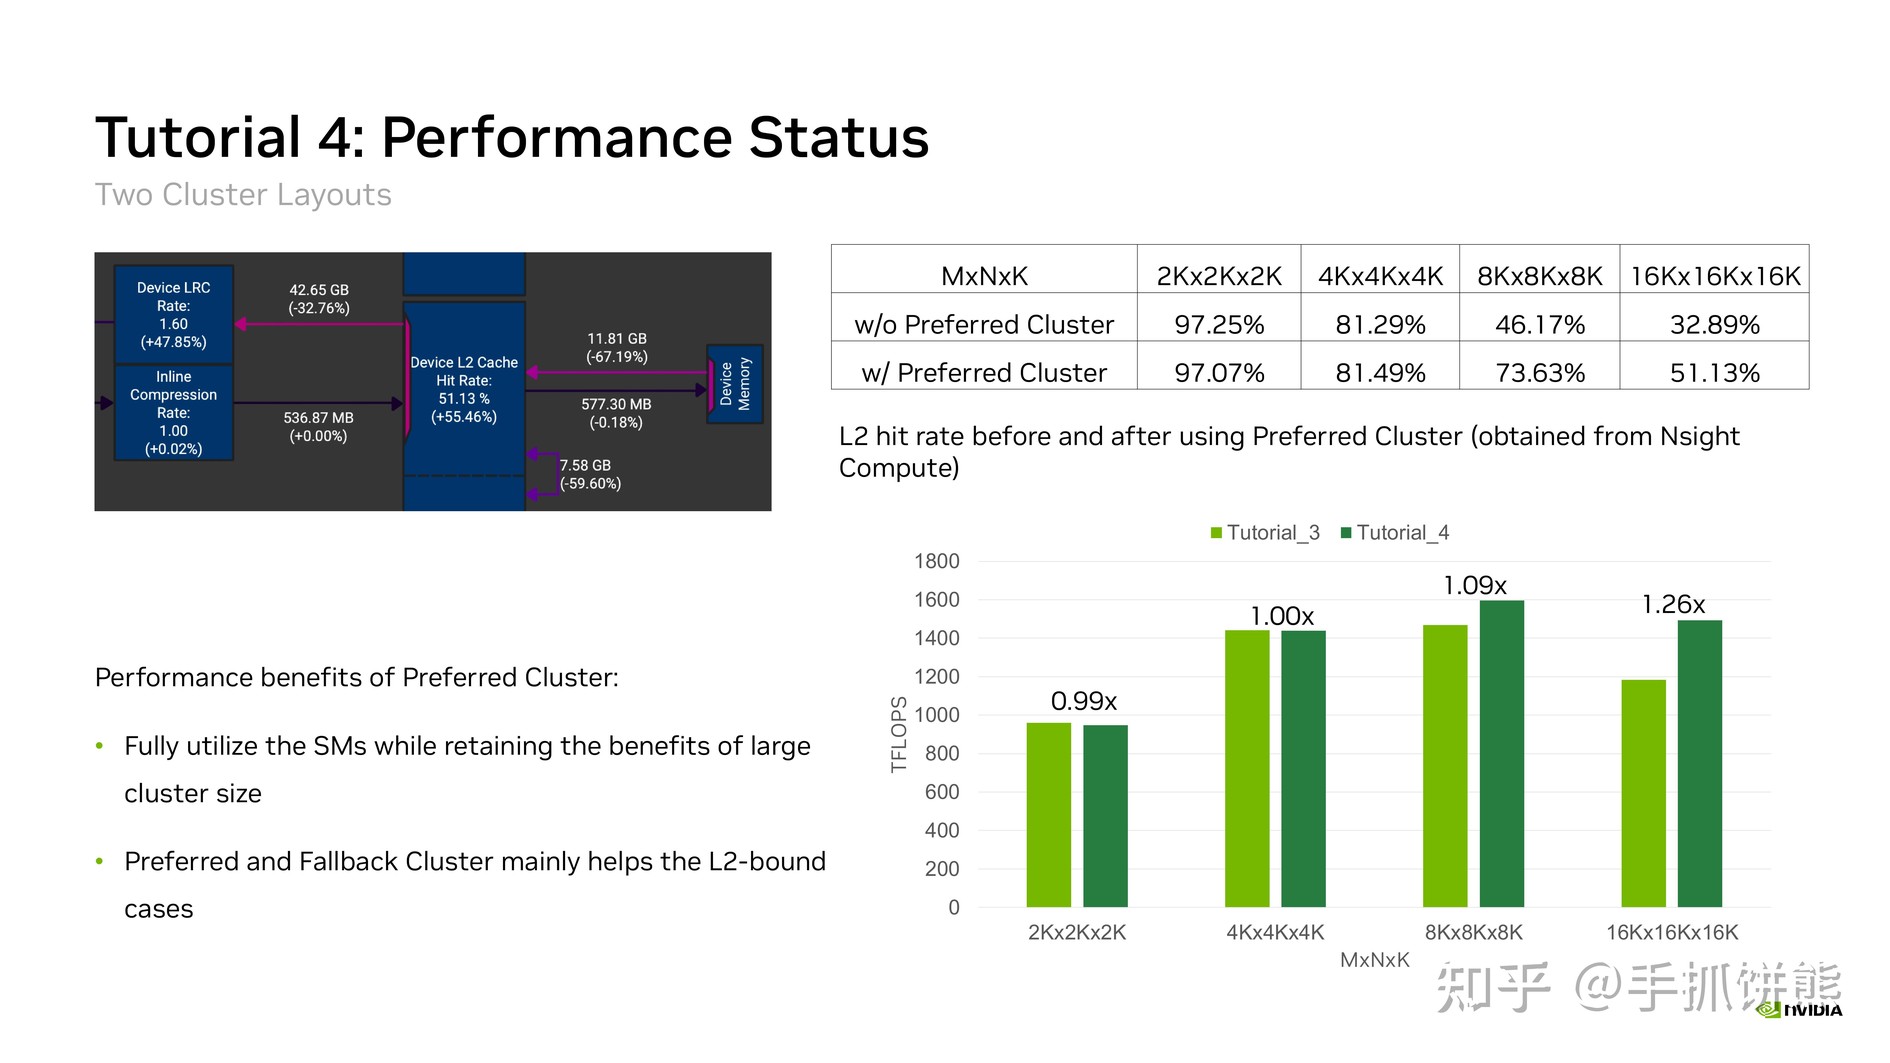 Tutorial 4: Performance Status
Two Cluster Layouts
Device LRC
Rate:
1.60
(+47.85%)
Inline
Compression
Rate:
1.00
(+0.02%)
42.65 GB
(-32.76%)
536.87 MB
(+0.00%)
Device L2 Cache
Hit Rate:
51.13 %
(+55.46%)
11.81 GB
(-67.19%)
577.30 MB
(-0.18%)
7.58 GB
(-59.60%)
Device
Memory
MxNxK 2Kx2Kx2K 4Kx4Kx4K 8Kx8Kx8K 16Kx16Kx16K
w/o Preferred Cluster 97.25% 81.29% 46.17% 32.89%
w/ Preferred Cluster 97.07% 81.49% 73.63% 51.13%
L2 hit rate before and after using Preferred Cluster (obtained from Nsight
Compute)
Performance benefits of Preferred Cluster:
• Fully utilize the SMs while retaining the benefits of large
cluster size
• Preferred and Fallback Cluster mainly helps the L2-bound
cases
Tutorial_3 Tutorial_4
TFLOPS
1800
1600
1400
1200
1000
800
600
400
200
0
0.99x
1.00x
1.09x
1.26x
2Kx2Kx2K 4Kx4Kx4K 8Kx8Kx8K 16Kx16Kx16K
MxNxK
知乎 @手抓饼熊
NVIDIA